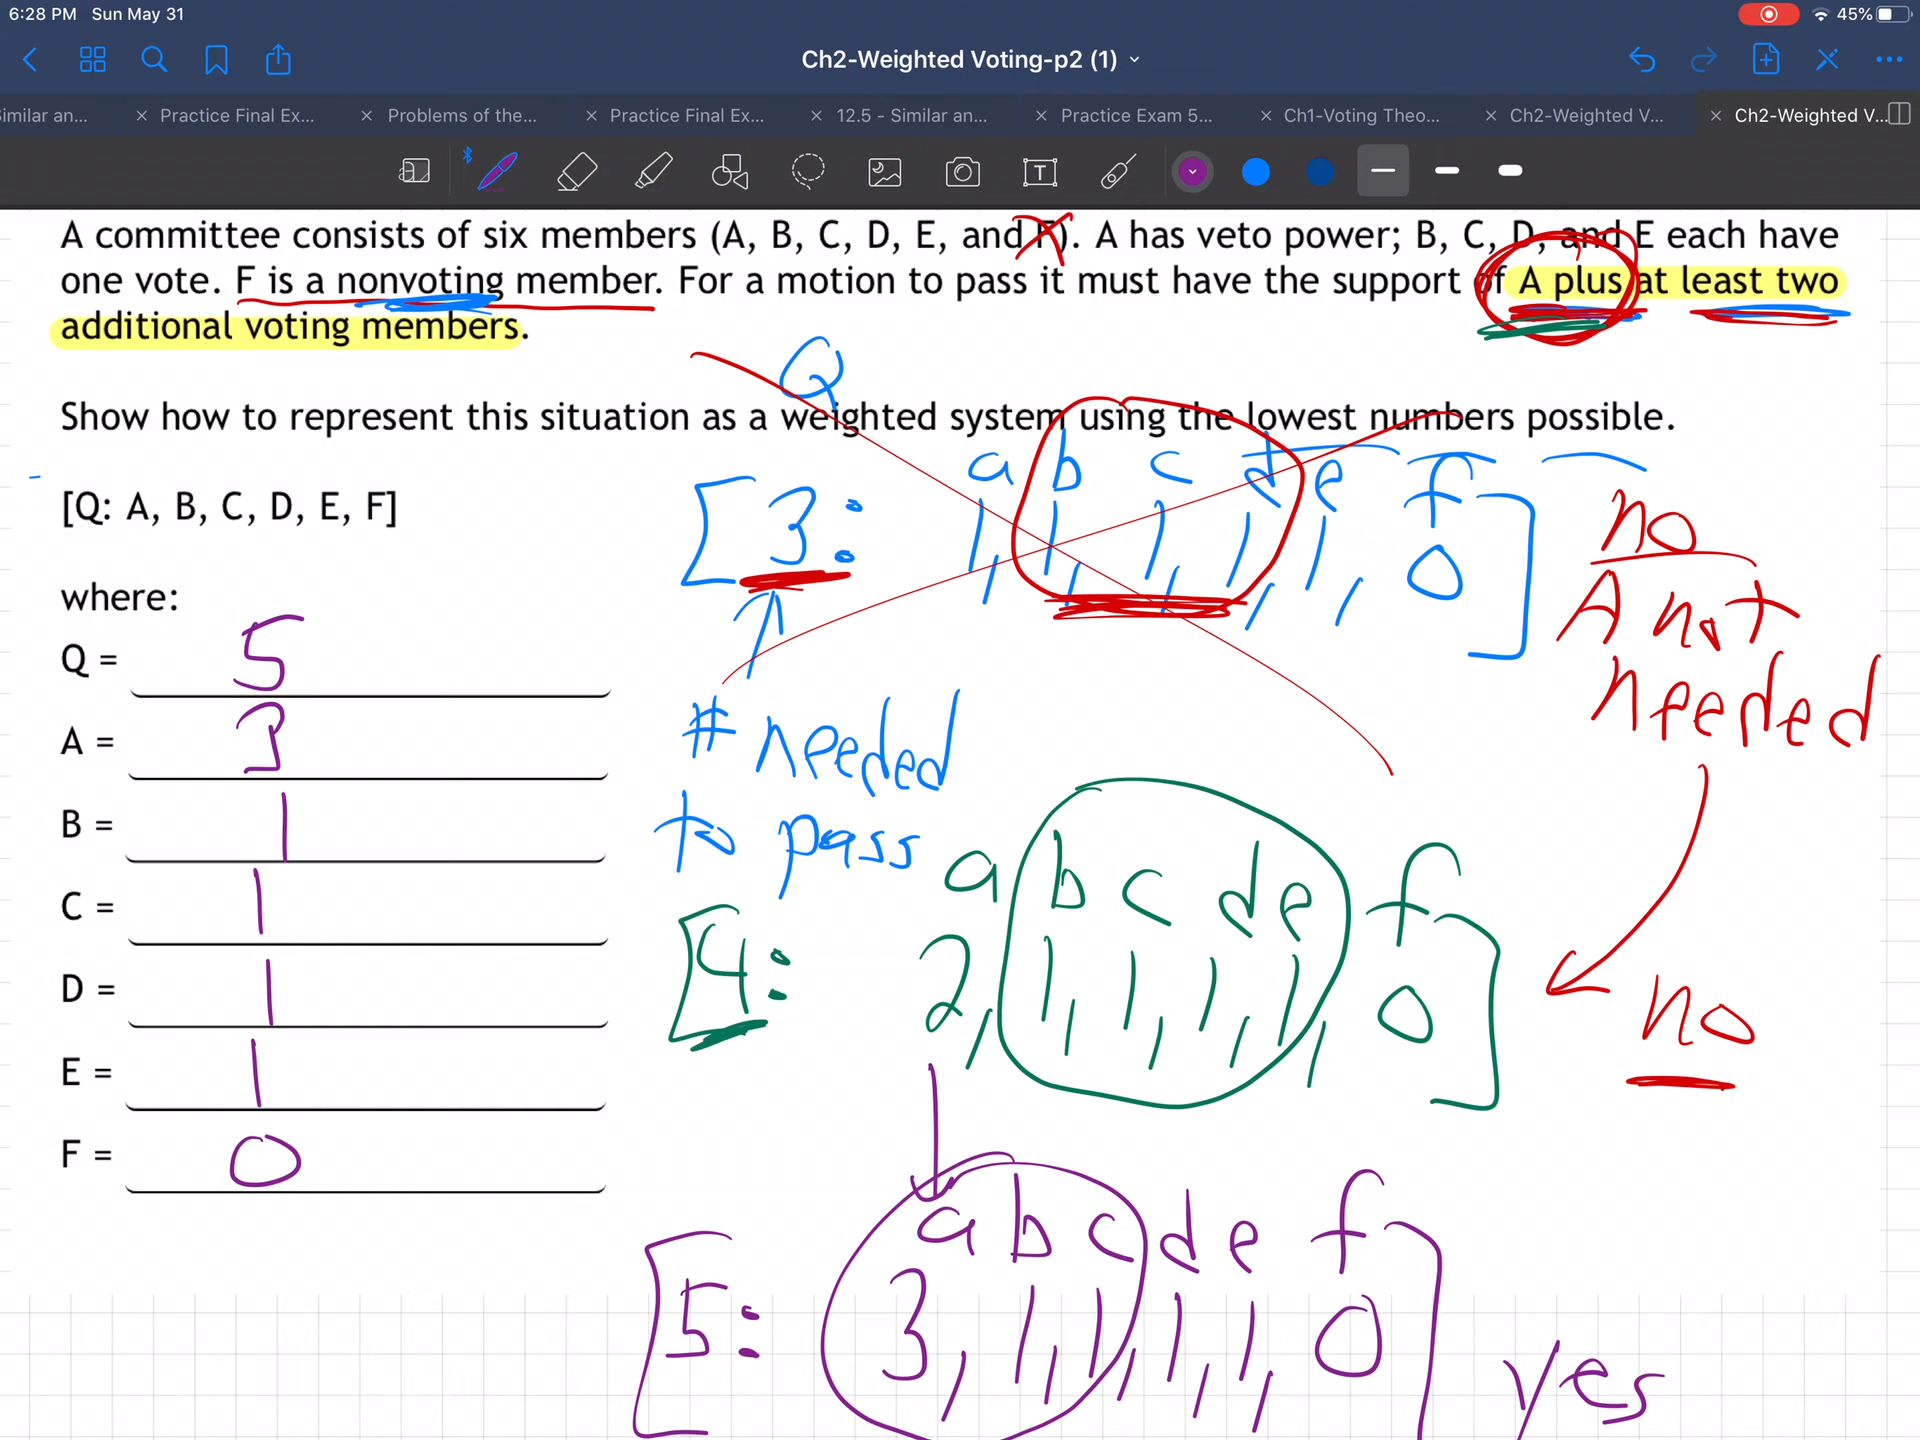 6:28 PM Sun May 31
45%
Ch2-Weighted Voting-p2 (1)
Similar an...
× Practice Final Ex...
× Problems of the...
× Practice Final Ex...
× 12.5 - Similar an...
× Practice Exam 5...
× Ch1-Voting Theo...
× Ch2-Weighted V...
× Ch2-Weighted V...
A committee consists of six members (A, B, C, D, E, and F). A has veto power; B, C, D, and E each have
one vote. F is a nonvoting member. For a motion to pass it must have the support of A plus at least two
additional voting members.
Q
Show how to represent this situation as a weighted system using the lowest numbers possible.
a b c d e f
[Q: A, B, C, D, E, F]
[3: 1, 1, 1, 1, 1, 0]
no
A not
needed
where:
Q = 5
A = 3
B = 1
C = 1
D = 1
E = 1
F = 0
# needed
to pass
a b c d e f
[4: 2, 1, 1, 1, 1, 0]
no
a b c d e f
[5: 3, 1, 1, 1, 1, 0]
yes